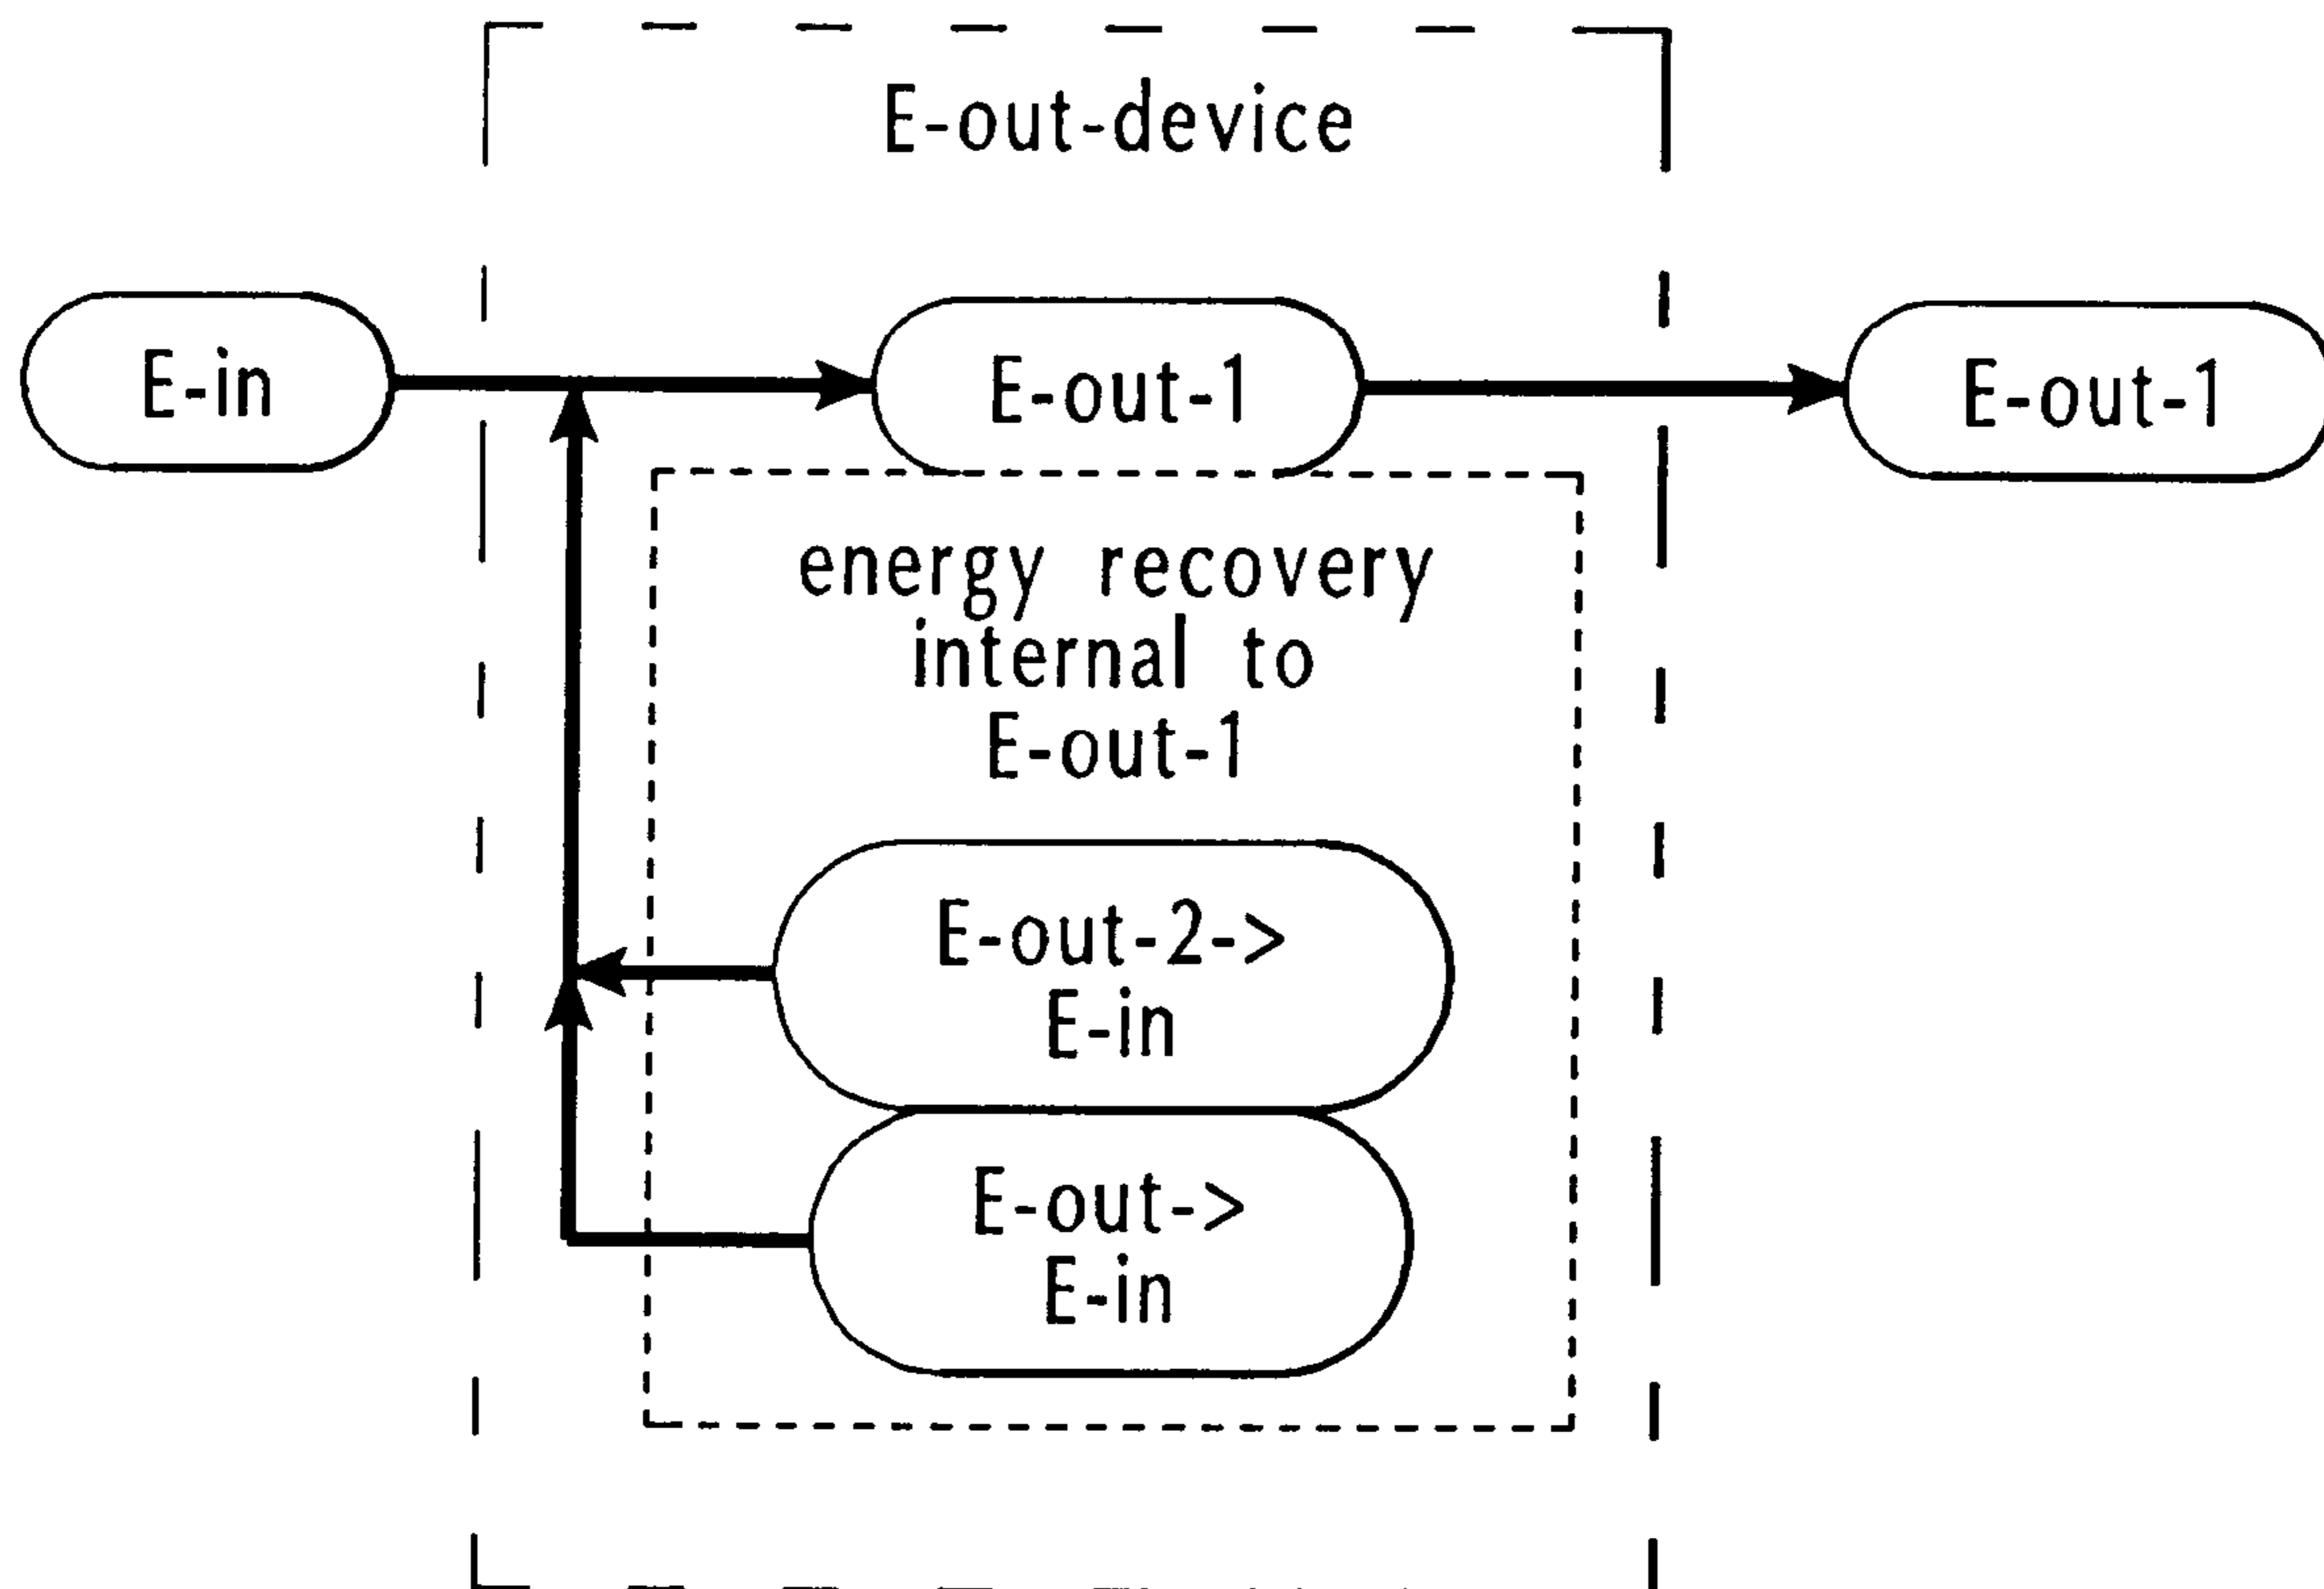 E-out-device
E-in
E-out-1
E-out-1
energy recovery
internal to
E-out-1
E-out-2->
E-in
E-out->
E-in